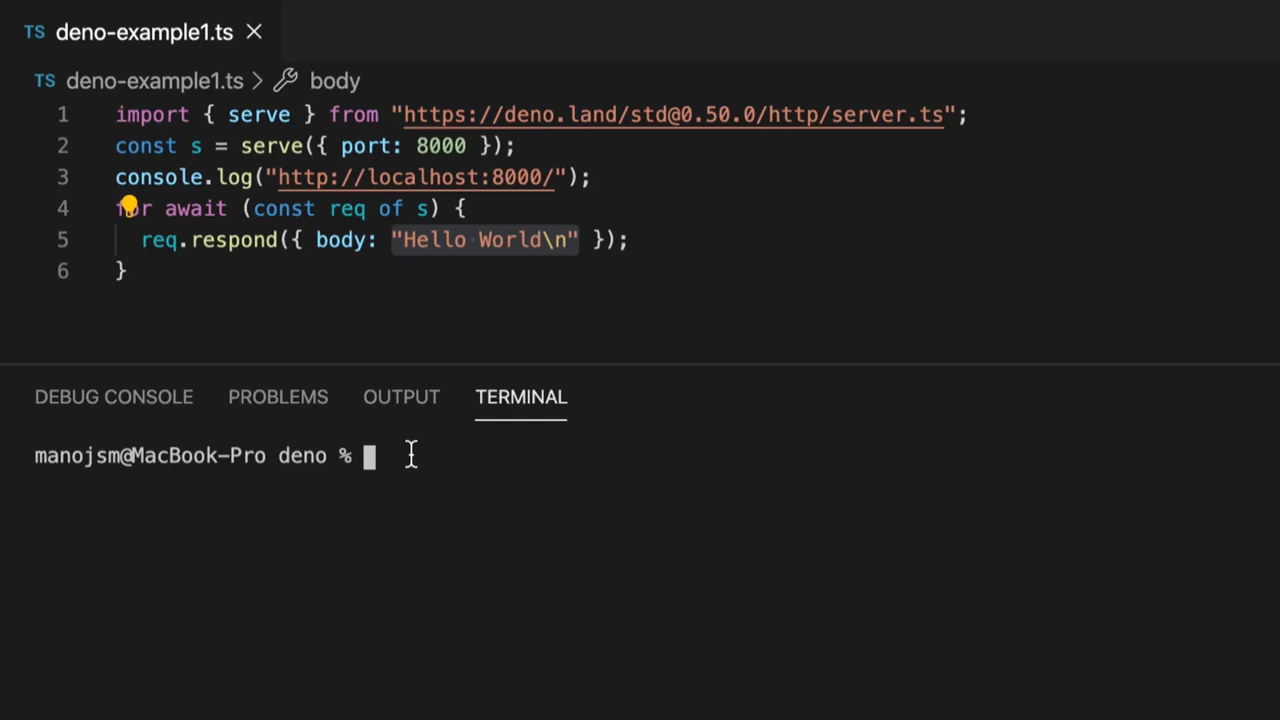 TS deno-example1.ts ×
TS deno-example1.ts > body
1 import { serve } from "https://deno.land/std@0.50.0/http/server.ts";
2 const s = serve({ port: 8000 });
3 console.log("http://localhost:8000/");
4 for await (const req of s) {
5 req.respond({ body: "Hello World\n" });
6 }
DEBUG CONSOLE PROBLEMS OUTPUT TERMINAL
manojsm@MacBook-Pro deno %